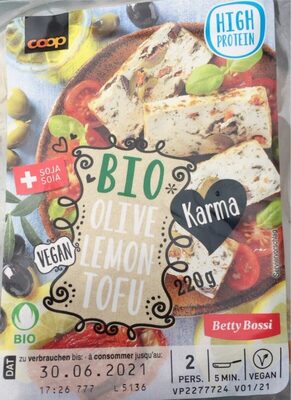 coop
HIGH
PROTEIN
SOJA
SOIA
BIO
OLIVE
LEMON
TOFU
Karma
VEGAN
220g
BIO
Betty Bossi
DAT
zu verbrauchen bis: · à consommer jusqu'au:
30.06.2021
17:26 777 L5136
2
PERS.
5 MIN.
VEGAN
VP2277724 V01/21